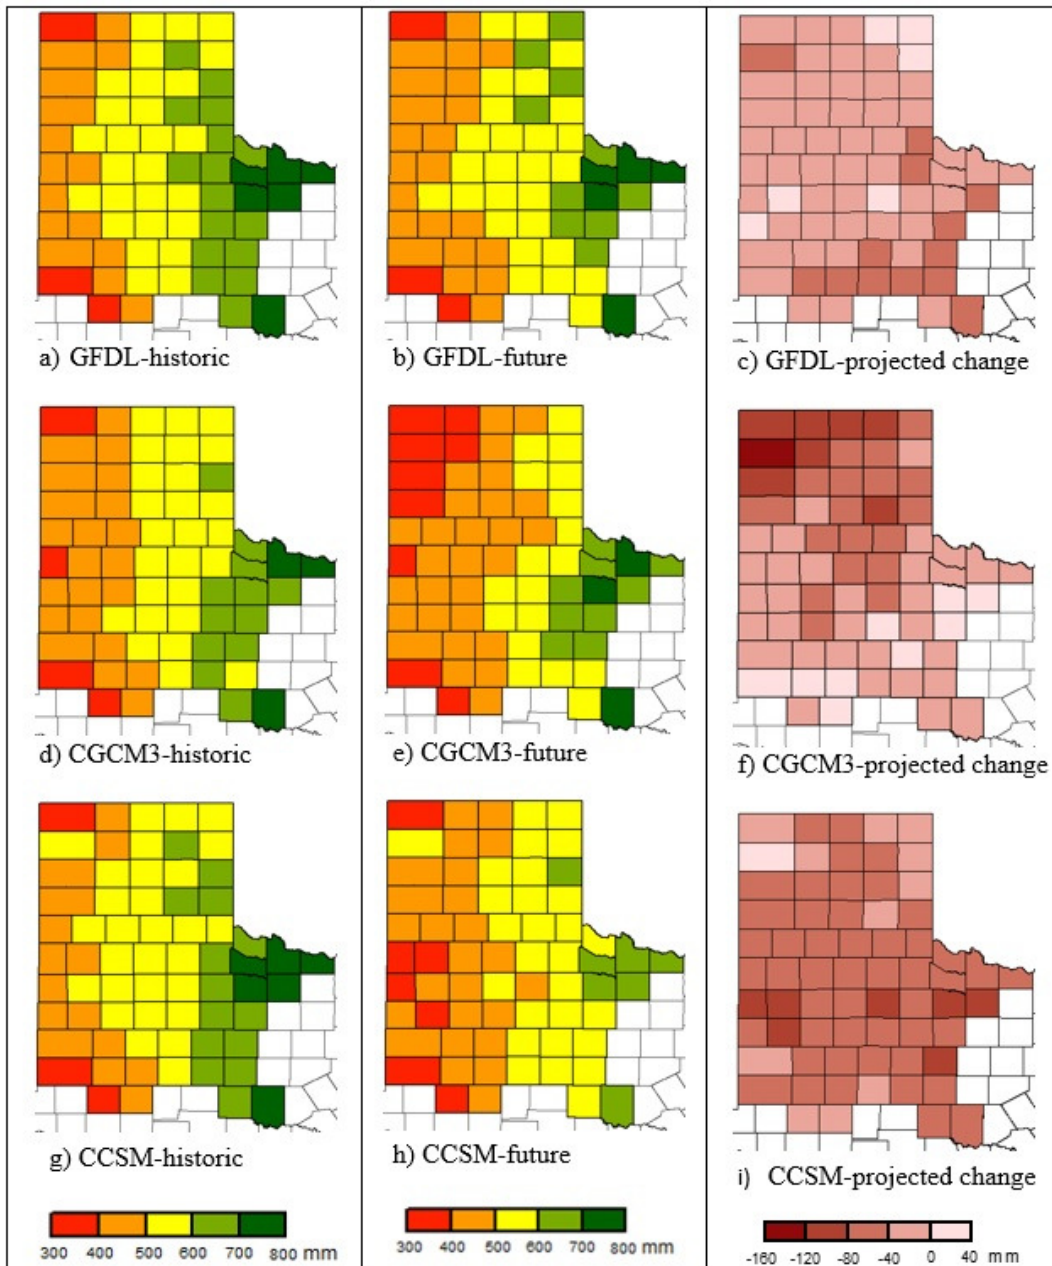 a) GFDL-historic
b) GFDL-future
c) GFDL-projected change
d) CGCM3-historic
e) CGCM3-future
f) CGCM3-projected change
g) CCSM-historic
h) CCSM-future
i) CCSM-projected change
300 400 500 600 700 800 mm
300 400 500 600 700 800 mm
-160 -120 -80 -40 0 40 mm